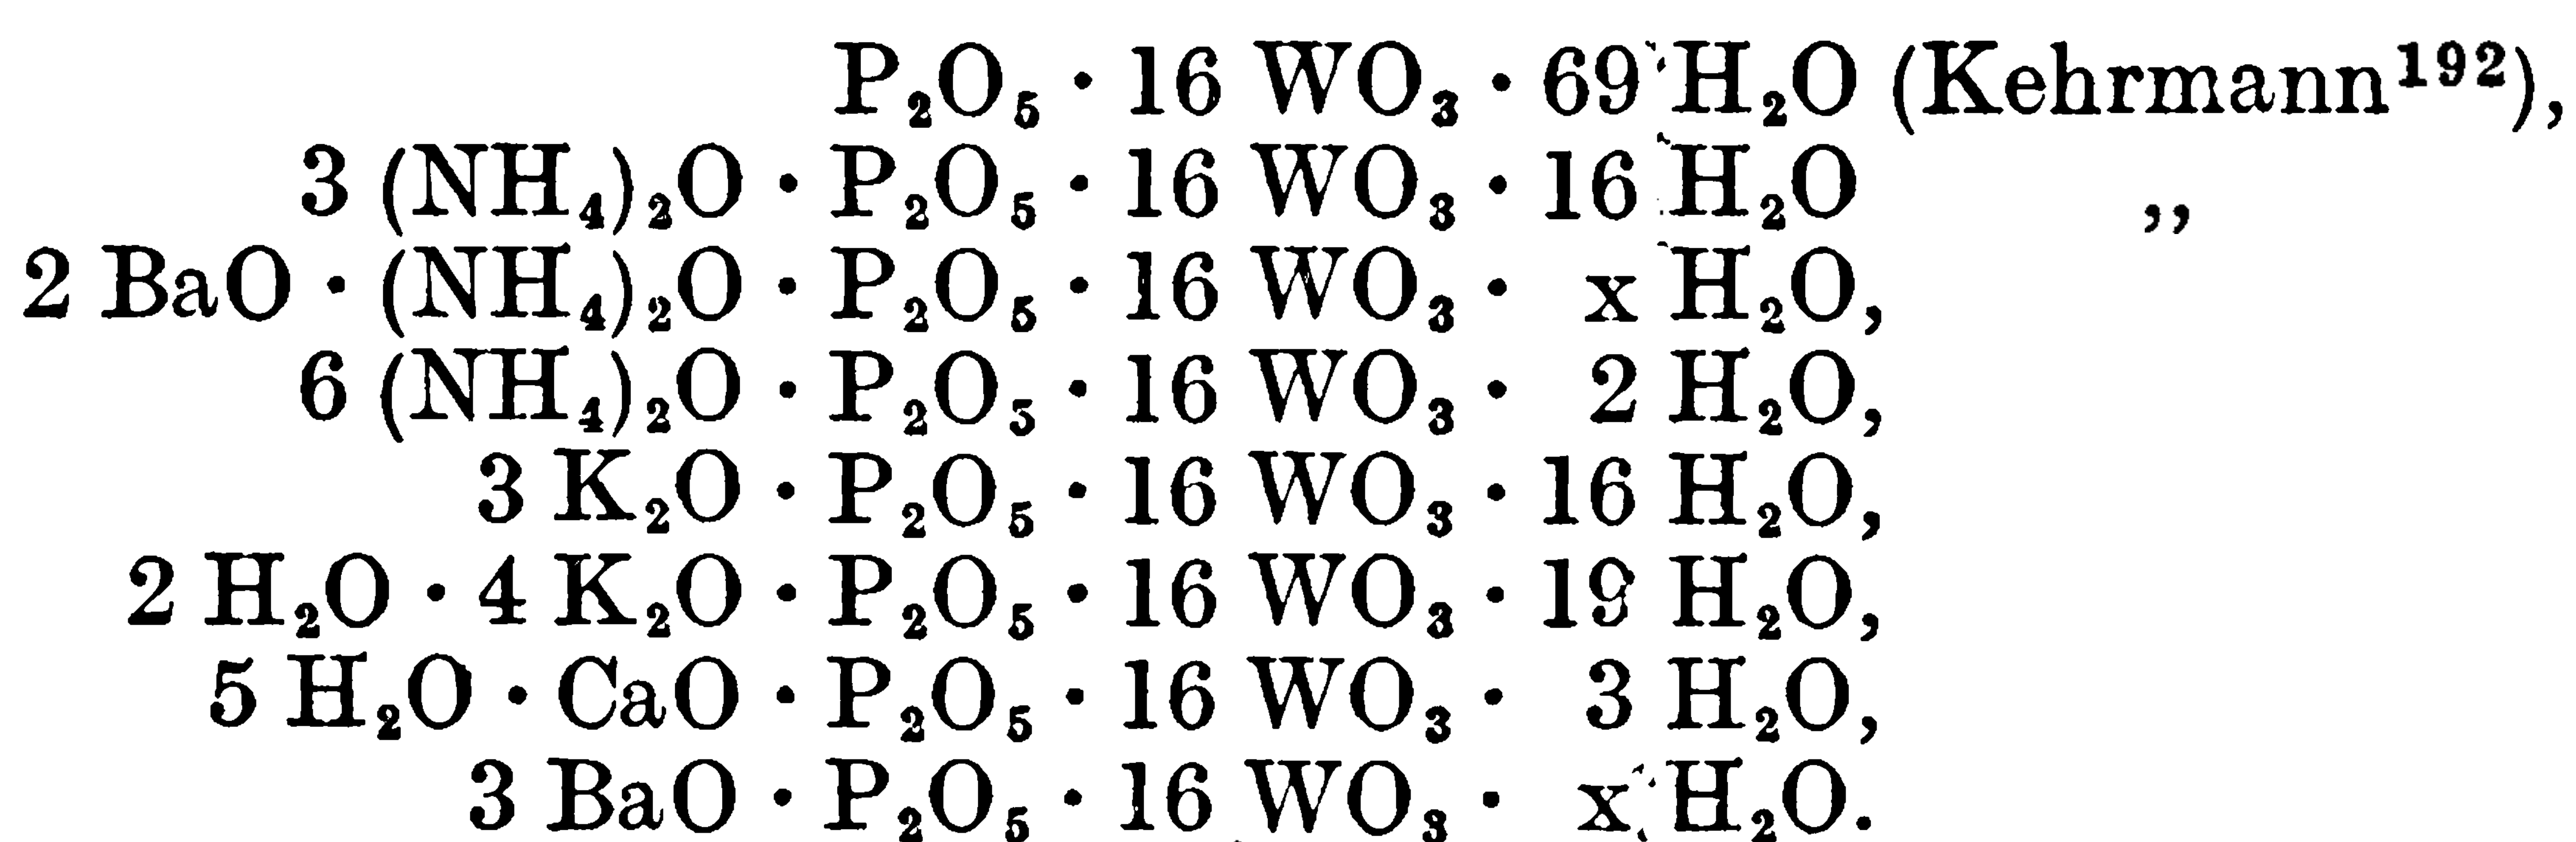 P₂O₅ · 16 WO₃ · 69 H₂O (Kehrmann¹⁹²),
3 (NH₄)₂O · P₂O₅ · 16 WO₃ · 16 H₂O ,,
2 BaO · (NH₄)₂O · P₂O₅ · 16 WO₃ · x H₂O,
6 (NH₄)₂O · P₂O₅ · 16 WO₃ · 2 H₂O,
3 K₂O · P₂O₅ · 16 WO₃ · 16 H₂O,
2 H₂O · 4 K₂O · P₂O₅ · 16 WO₃ · 19 H₂O,
5 H₂O · CaO · P₂O₅ · 16 WO₃ · 3 H₂O,
3 BaO · P₂O₅ · 16 WO₃ · x H₂O.